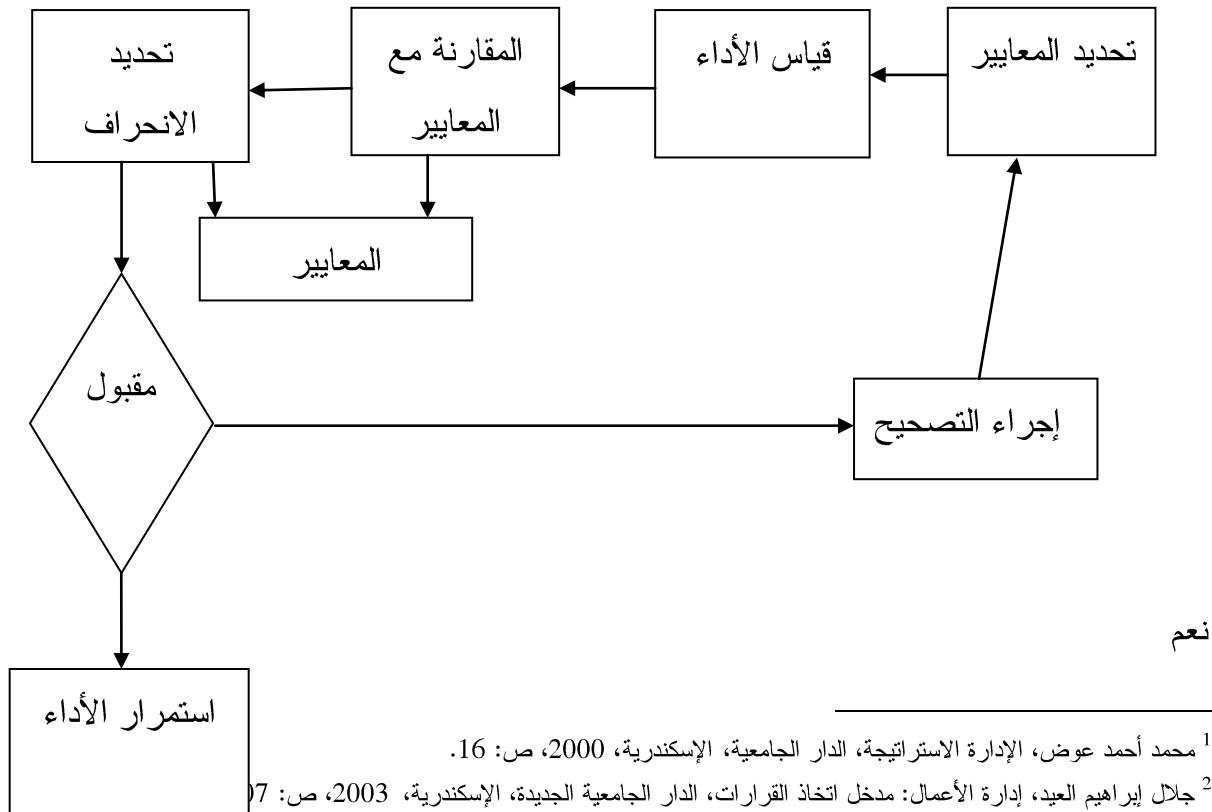 تحديد المعايير
قياس الأداء
المقارنة مع
المعايير
تحديد
الانحراف
المعايير
مقبول
إجراء التصحيح
نعم
استمرار الأداء
1 محمد أحمد عوض، الإدارة الاستراتيجة، الدار الجامعية، الإسكندرية، 2000، ص: 16.
2 جلال إبراهيم العيد، إدارة الأعمال: مدخل اتخاذ القرارات، الدار الجامعية الجديدة، الإسكندرية، 2003، ص: